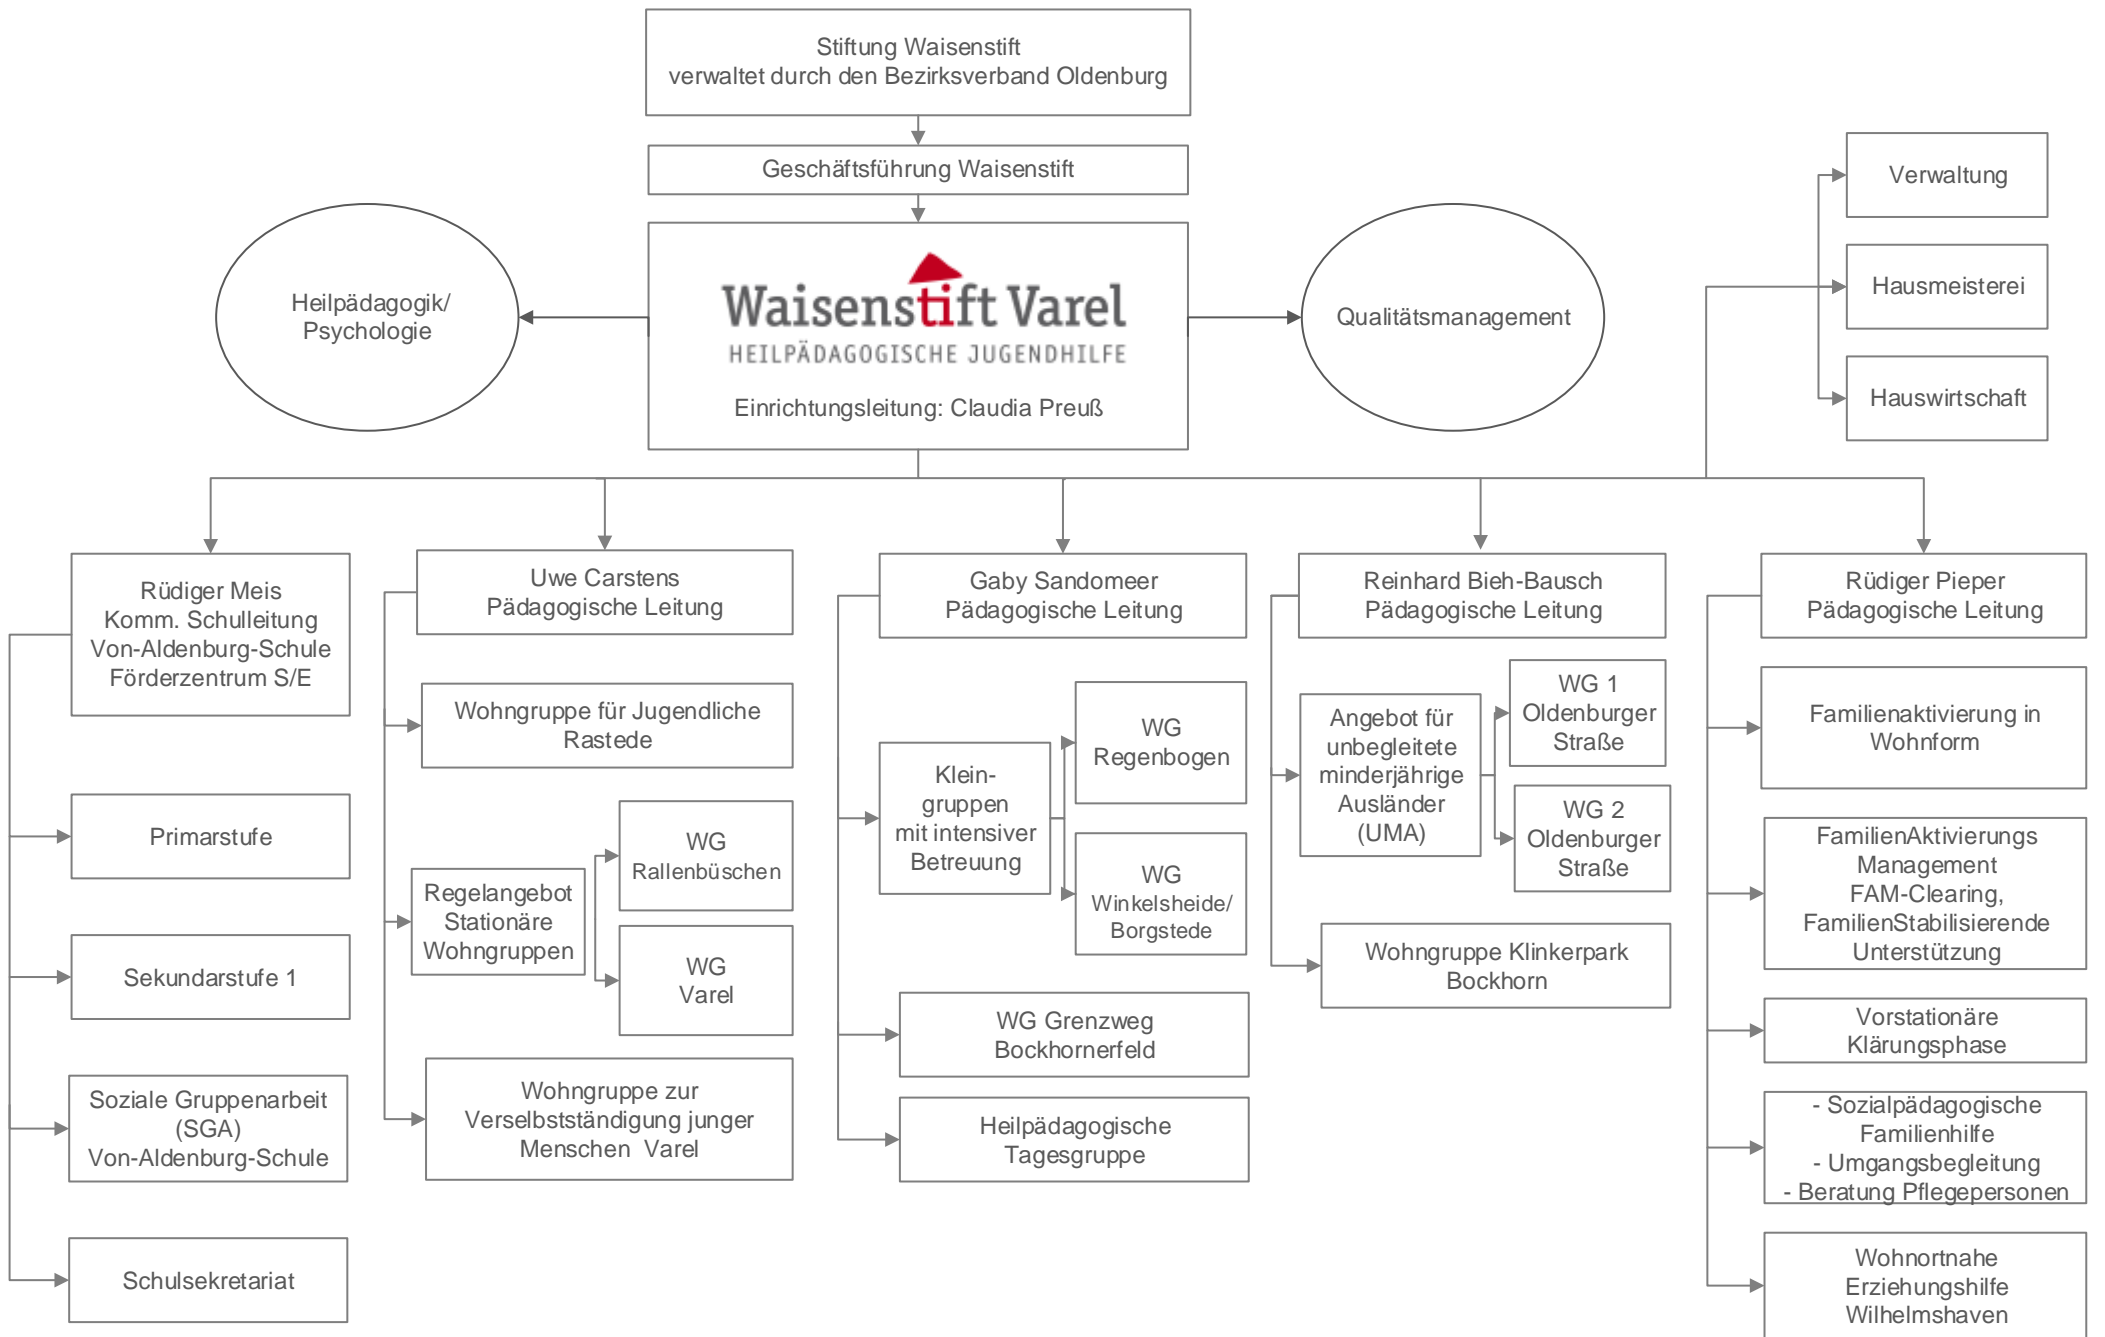 Stiftung Waisenstift
verwaltet durch den Bezirksverband Oldenburg
Geschäftsführung Waisenstift
Heilpädagogik/
Psychologie
Waisenstift Varel
HEILPÄDAGOGISCHE JUGENDHILFE
Einrichtungsleitung: Claudia Preuß
Qualitätsmanagement
Verwaltung
Hausmeisterei
Hauswirtschaft
Rüdiger Meis
Komm. Schulleitung
Von-Aldenburg-Schule
Förderzentrum S/E
Primarstufe
Sekundarstufe 1
Soziale Gruppenarbeit
(SGA)
Von-Aldenburg-Schule
Schulsekretariat
Uwe Carstens
Pädagogische Leitung
Wohngruppe für Jugendliche
Rastede
Regelangebot
Stationäre
Wohngruppen
WG
Rallenbüschen
WG
Varel
Wohngruppe zur
Verselbstständigung junger
Menschen  Varel
Gaby Sandomeer
Pädagogische Leitung
Klein-
gruppen
mit intensiver
Betreuung
WG
Regenbogen
WG
Winkelsheide/
Borgstede
WG Grenzweg
Bockhornerfeld
Heilpädagogische
Tagesgruppe
Reinhard Bieh-Bausch
Pädagogische Leitung
Angebot für
unbegleitete
minderjährige
Ausländer
(UMA)
WG 1
Oldenburger
Straße
WG 2
Oldenburger
Straße
Wohngruppe Klinkerpark
Bockhorn
Rüdiger Pieper
Pädagogische Leitung
Familienaktivierung in
Wohnform
FamilienAktivierungs
Management
FAM-Clearing,
FamilienStabilisierende
Unterstützung
Vorstationäre
Klärungsphase
- Sozialpädagogische
Familienhilfe
- Umgangsbegleitung
- Beratung Pflegepersonen
Wohnortnahe
Erziehungshilfe
Wilhelmshaven